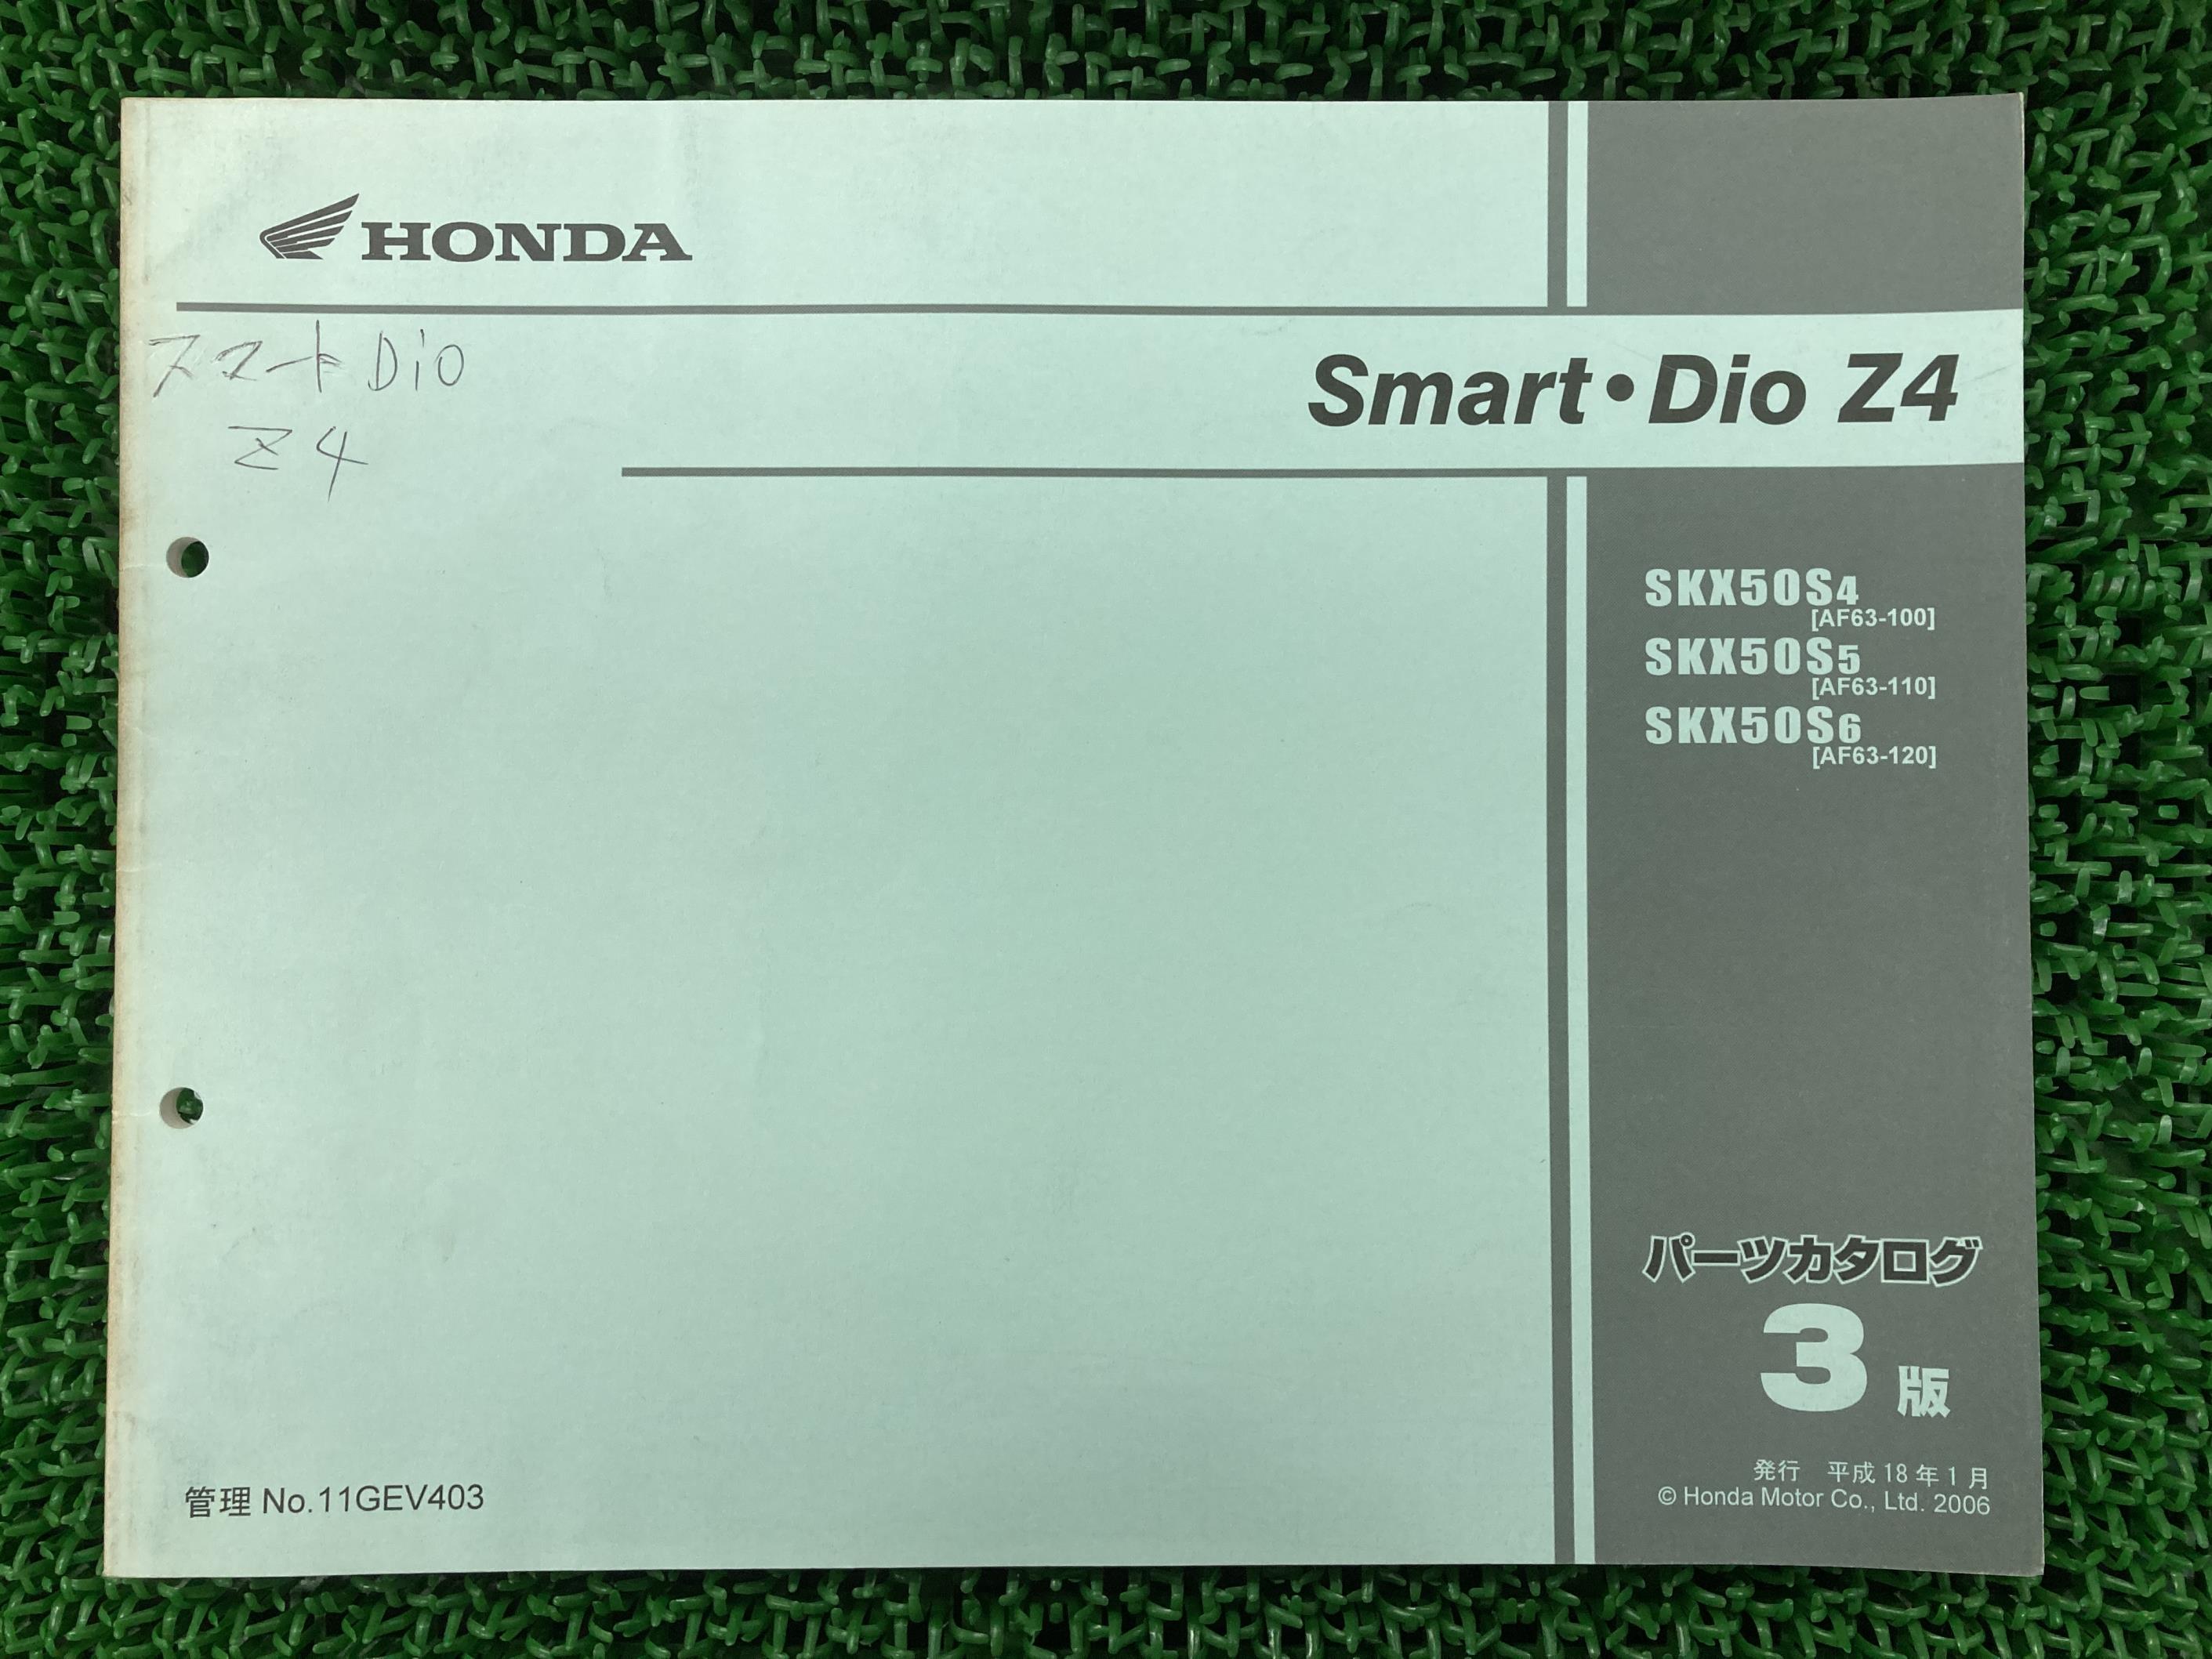 HONDA
スマートDio
Z4
Smart・Dio Z4
SKX50S4
[AF63-100]
SKX50S5
[AF63-110]
SKX50S6
[AF63-120]
パーツカタログ
3版
発行 平成18年1月
© Honda Motor Co., Ltd. 2006
管理 No.11GEV403